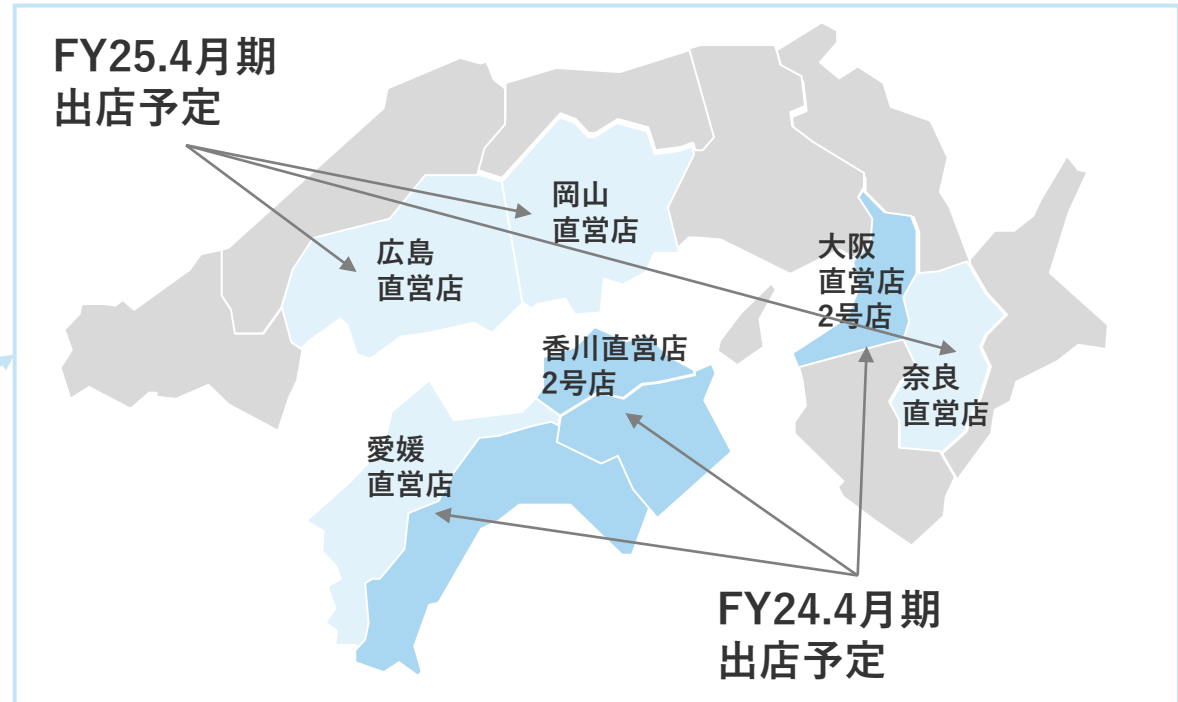 FY25.4月期
出店予定
岡山
直営店
広島
直営店
大阪
直営店
2号店
香川直営店
2号店
奈良
直営店
愛媛
直営店
FY24.4月期
出店予定